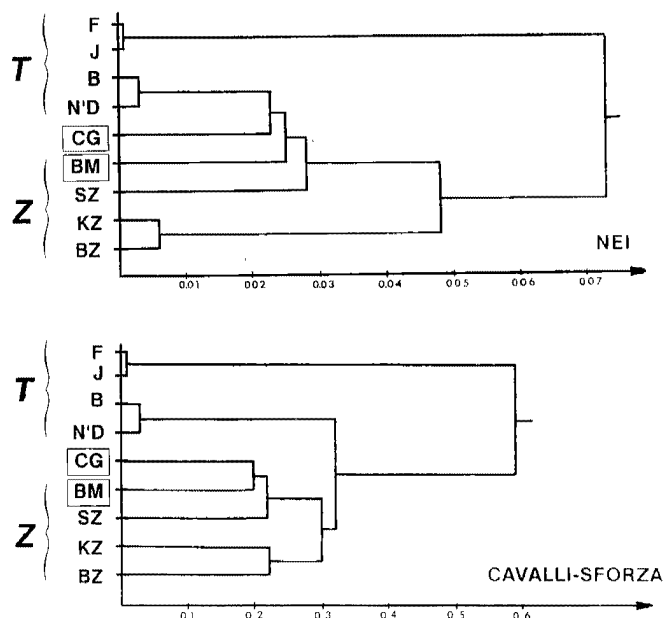 T
F
J
B
N'D
CG
BM
Z
SZ
KZ
BZ
NEI
0.01 0.02 0.03 0.04 0.05 0.06 0.07
T
F
J
B
N'D
CG
BM
Z
SZ
KZ
BZ
CAVALLI-SFORZA
0.1 0.2 0.3 0.4 0.5 0.6